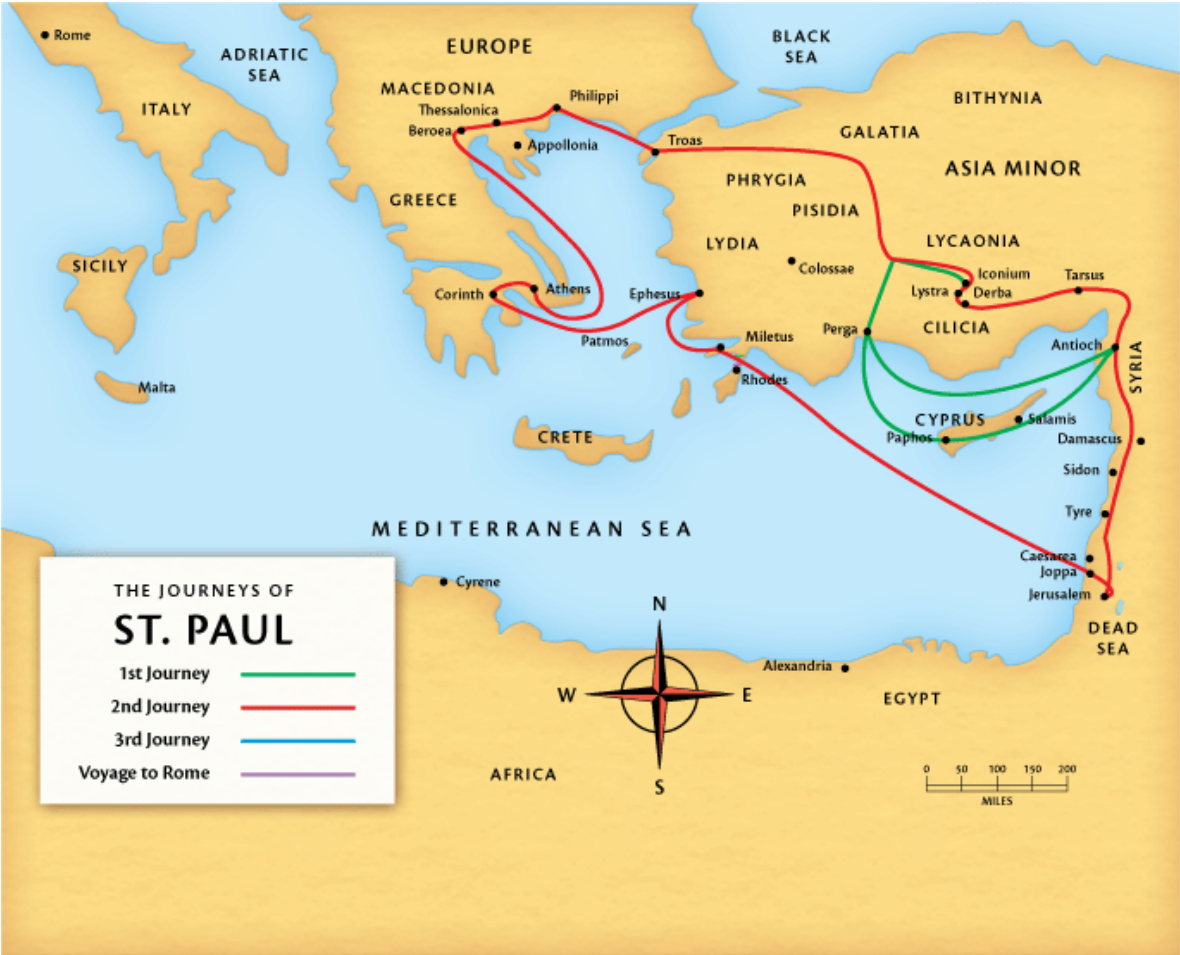 Rome
ADRIATIC
SEA
EUROPE
BLACK
SEA
ITALY
MACEDONIA
Thessalonica
Philippi
Beroea
Appollonia
Troas
BITHYNIA
GALATIA
ASIA MINOR
PHRYGIA
PISIDIA
GREECE
LYDIA
LYCAONIA
SICILY
Colossae
Iconium
Tarsus
Lystra
Derba
Corinth
Athens
Ephesus
Perga
CILICIA
Miletus
Patmos
Antioch
SYRIA
Rhodes
Malta
CYPRUS
Salamis
Paphos
Damascus
CRETE
Sidon
Tyre
MEDITERRANEAN SEA
Caesarea
Joppa
Jerusalem
Cyrene
DEAD
SEA
Alexandria
EGYPT
AFRICA
THE JOURNEYS OF
ST. PAUL
1st Journey
2nd Journey
3rd Journey
Voyage to Rome
N
W
E
S
0 50 100 150 200
MILES